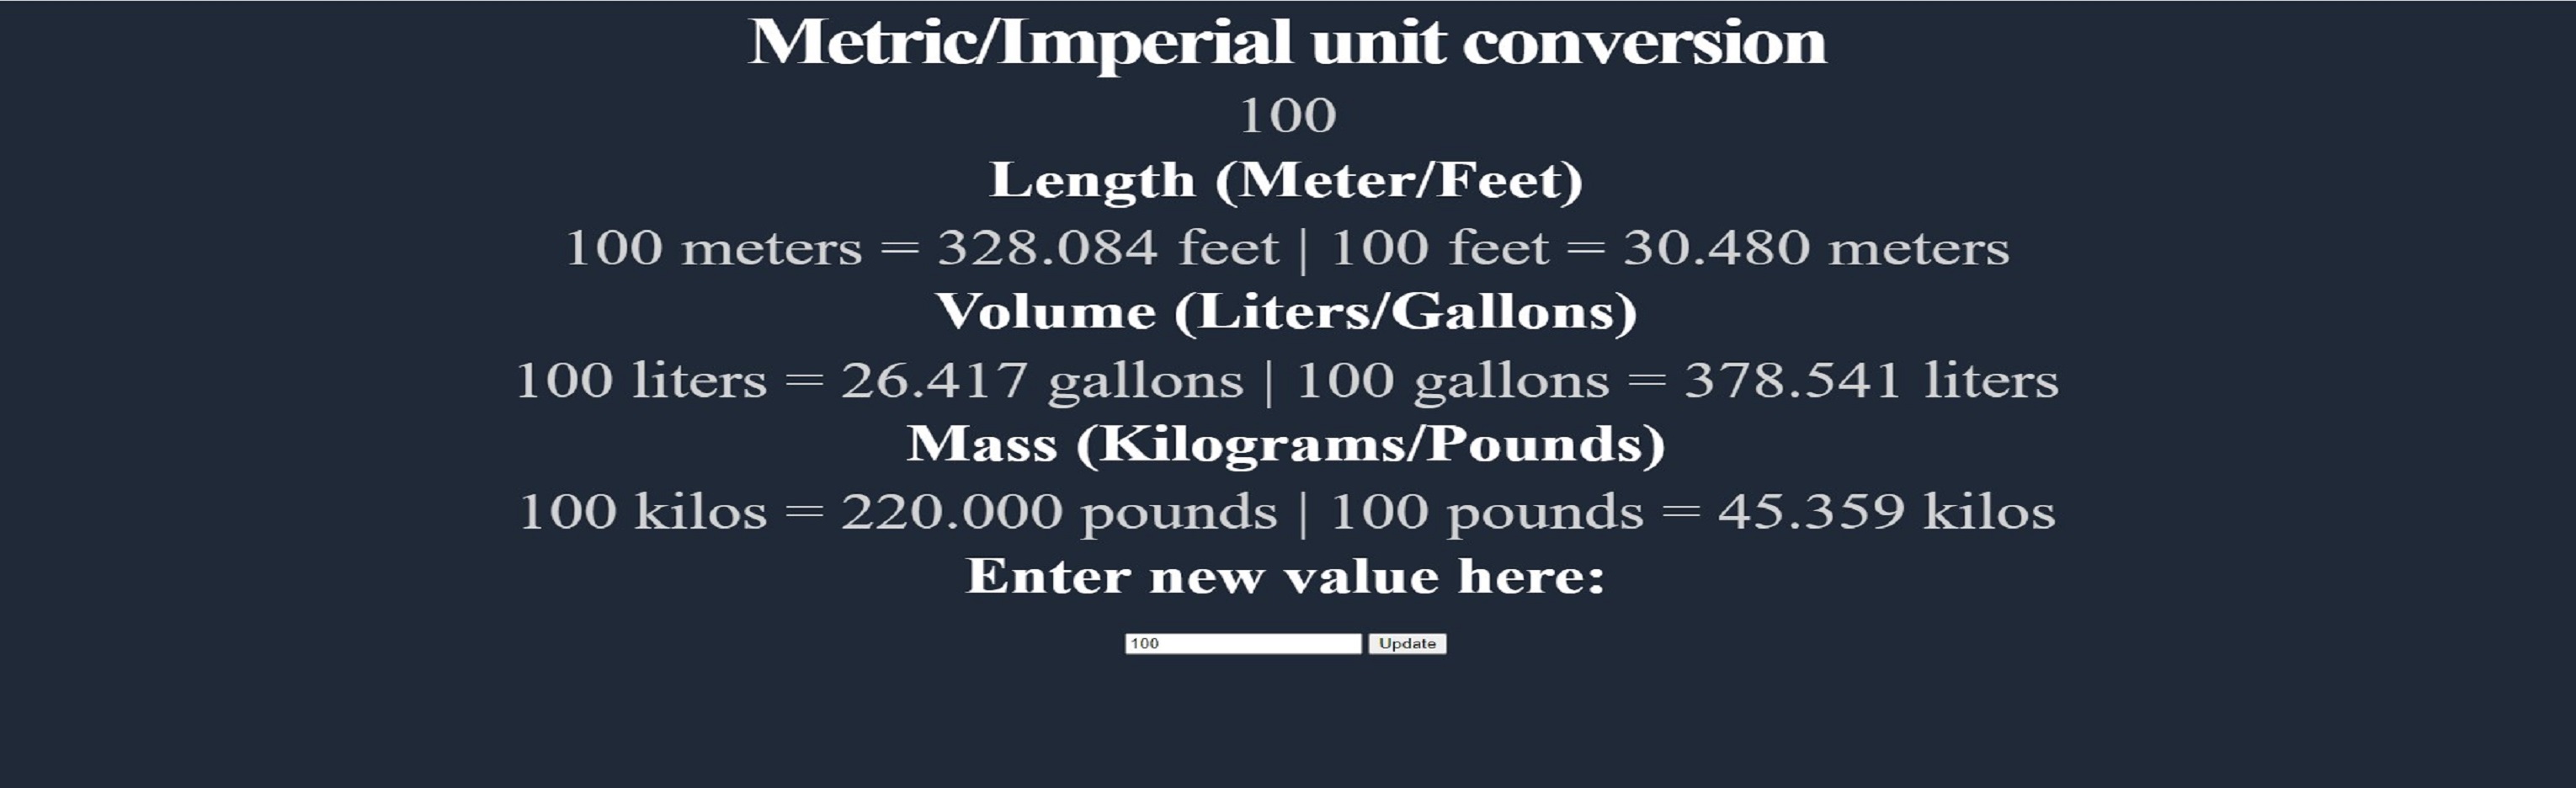 Metric/Imperial unit conversion
100
Length (Meter/Feet)
100 meters = 328.084 feet | 100 feet = 30.480 meters
Volume (Liters/Gallons)
100 liters = 26.417 gallons | 100 gallons = 378.541 liters
Mass (Kilograms/Pounds)
100 kilos = 220.000 pounds | 100 pounds = 45.359 kilos
Enter new value here:
100 Update